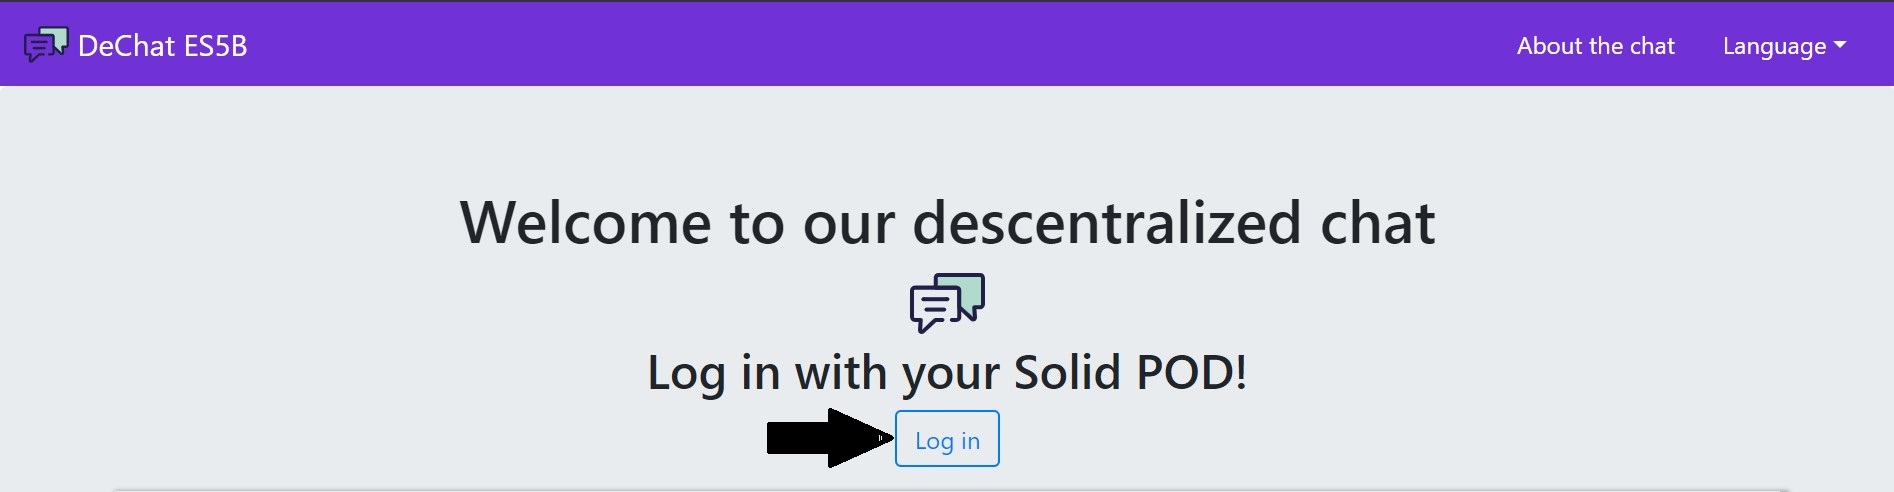 DeChat ES5B
About the chat
Language
Welcome to our descentralized chat
Log in with your Solid POD!
Log in